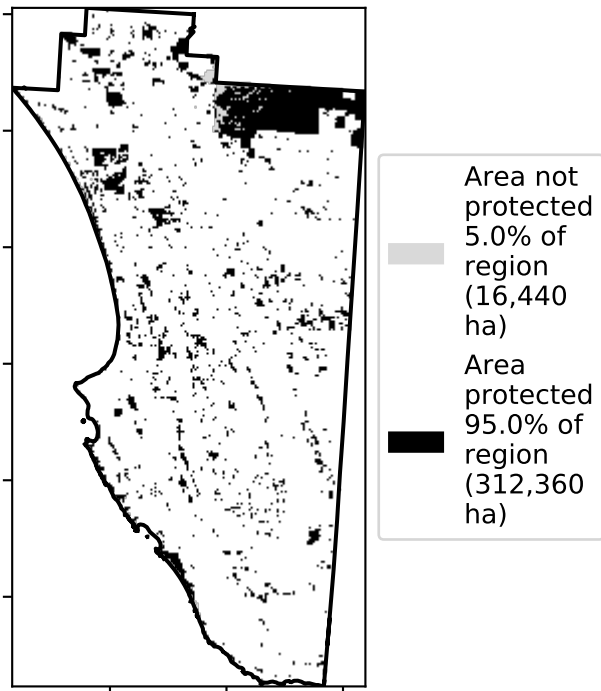 Area not
protected
5.0% of
region
(16,440
ha)
Area
protected
95.0% of
region
(312,360
ha)